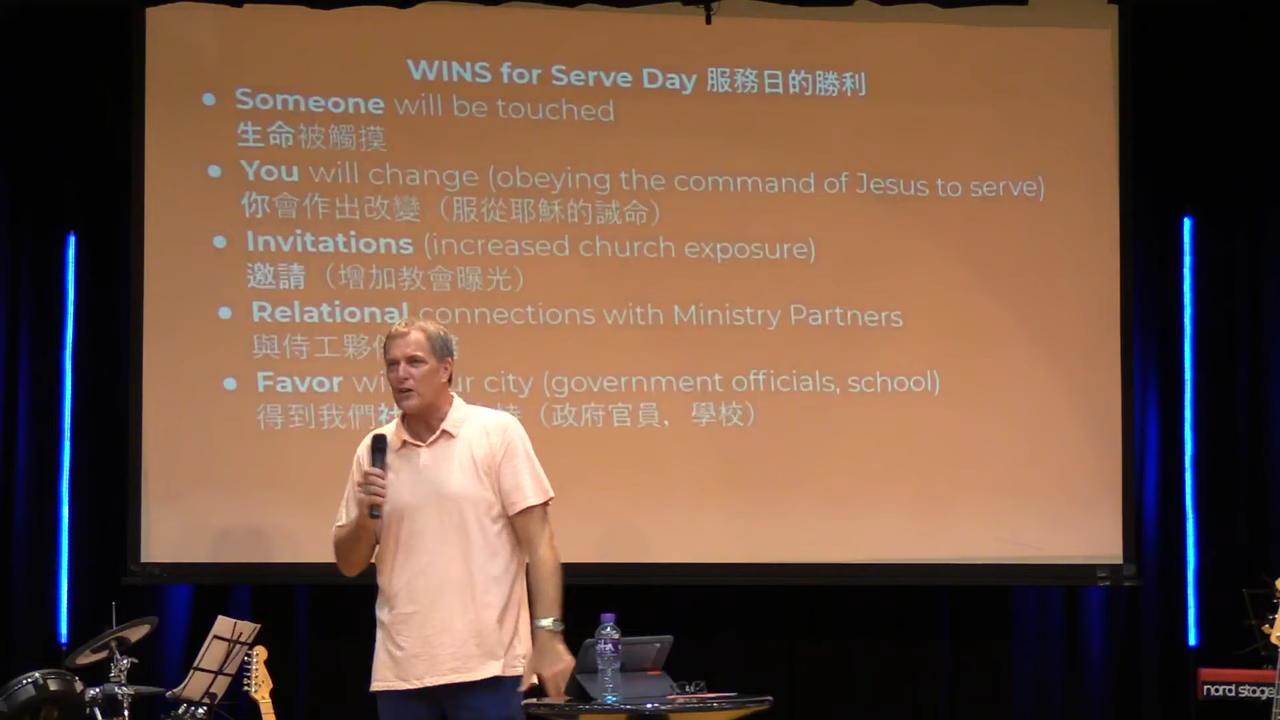 WINS for Serve Day 服務日的勝利
• Someone will be touched
生命被觸摸
• You will change (obeying the command of Jesus to serve)
你會作出改變（服從耶穌的誡命）
• Invitations (increased church exposure)
邀請（增加教會曝光）
• Relational connections with Ministry Partners
與侍工夥
• Favor city (government officials, school)
得到我們 （政府官員，學校）
nord stage